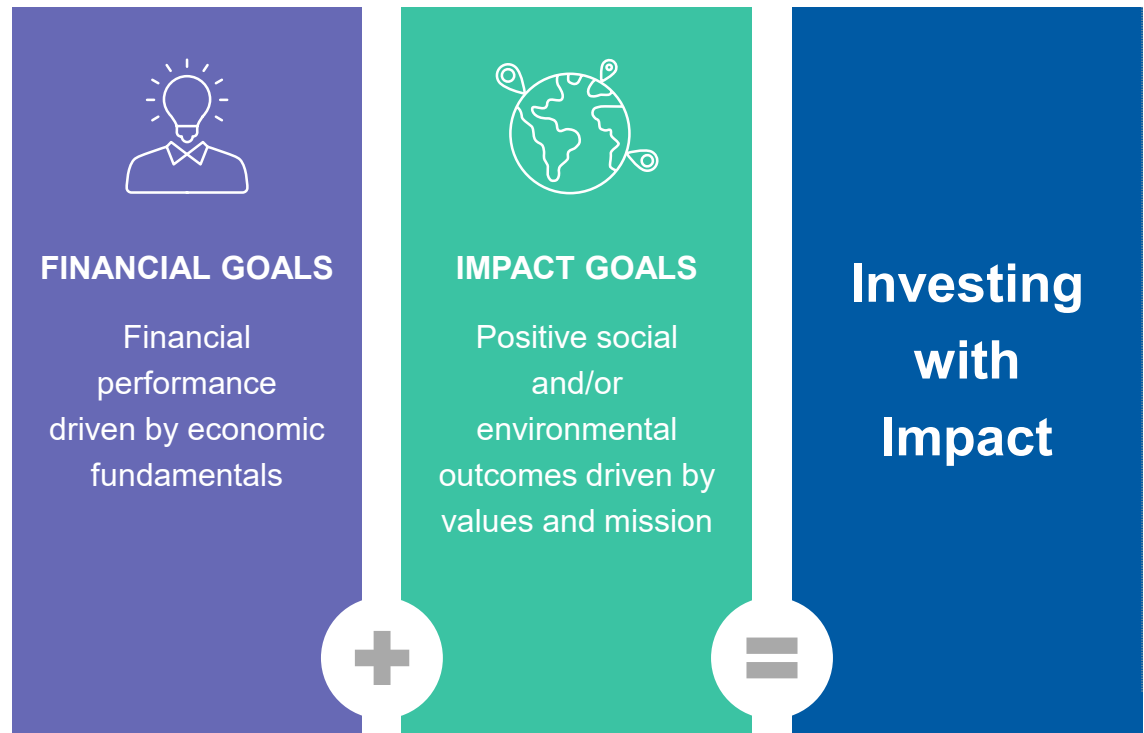 FINANCIAL GOALS
Financial
performance
driven by economic
fundamentals
IMPACT GOALS
Positive social
and/or
environmental
outcomes driven by
values and mission
Investing
with
Impact